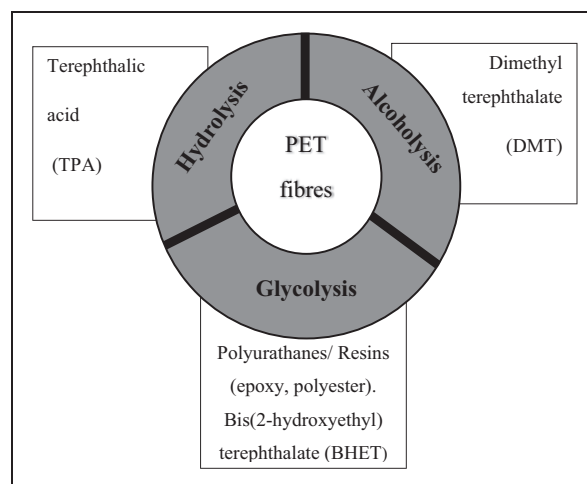 Terephthalic
acid
(TPA)
Hydrolysis
Alcoholysis
Dimethyl
terephthalate
(DMT)
PET
fibres
Glycolysis
Polyurathanes/ Resins
(epoxy, polyester).
Bis(2-hydroxyethyl)
terephthalate (BHET)